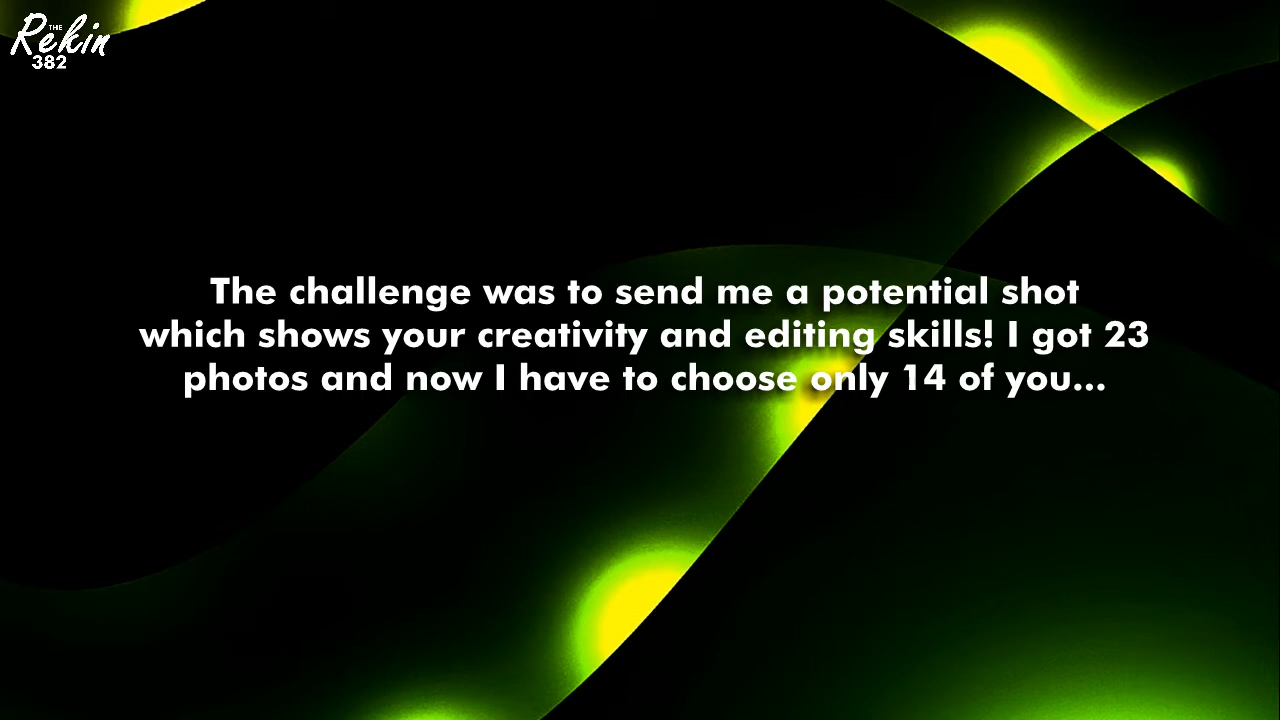 THE
Rekin
382
The challenge was to send me a potential shot
which shows your creativity and editing skills! I got 23
photos and now I have to choose only 14 of you...